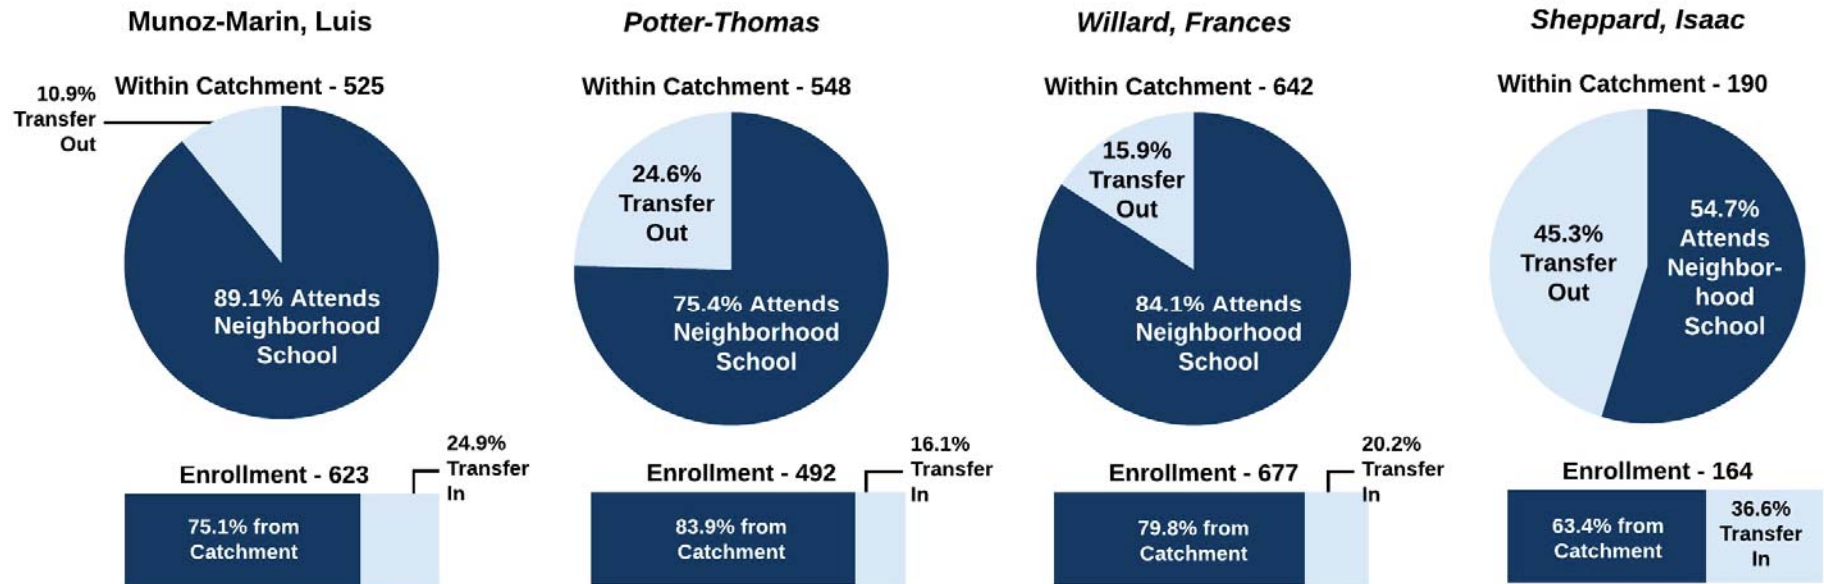 Munoz-Marin, Luis
Within Catchment - 525
10.9%
Transfer
Out
89.1% Attends
Neighborhood
School
Enrollment - 623
24.9%
Transfer
In
75.1% from
Catchment
Potter-Thomas
Within Catchment - 548
24.6%
Transfer
Out
75.4% Attends
Neighborhood
School
Enrollment - 492
16.1%
Transfer
In
83.9% from
Catchment
Willard, Frances
Within Catchment - 642
15.9%
Transfer
Out
84.1% Attends
Neighborhood
School
Enrollment - 677
20.2%
Transfer
In
79.8% from
Catchment
Sheppard, Isaac
Within Catchment - 190
45.3%
Transfer
Out
54.7%
Attends
Neighbor-
hood
School
Enrollment - 164
63.4% from
Catchment
36.6%
Transfer
In